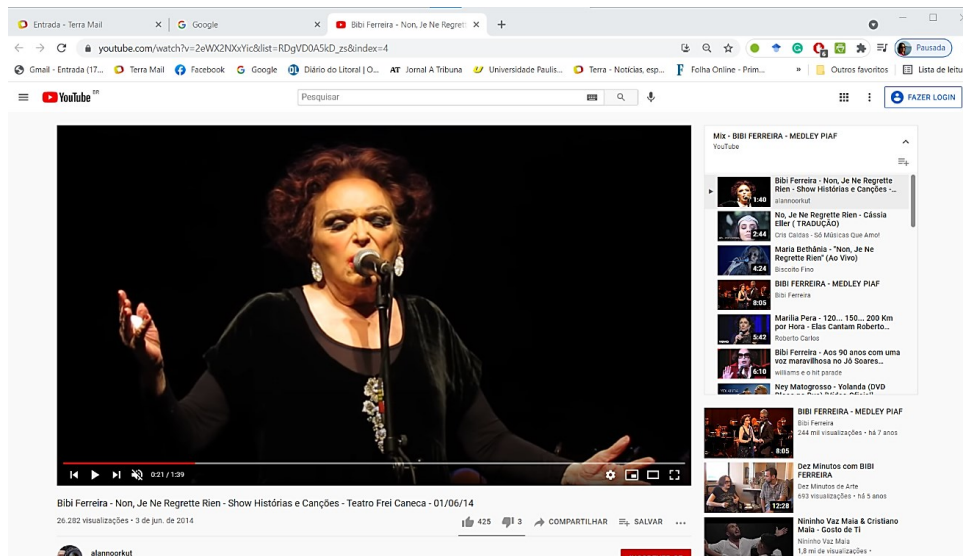 Entrada - Terra Mail
Google
Bibi Ferreira - Non, Je Ne Regret
youtube.com/watch?v=2eWX2NXxYic&list=RDgVD0A5kD_zs&index=4
Pausada
Gmail - Entrada (17...
Terra Mail
Facebook
Google
Diário do Litoral | O...
AT Jornal A Tribuna
Universidade Paulis...
Terra - Notícias, esp...
Folha Online - Prim...
»
Outros favoritos
Lista de leitu
YouTube BR
Pesquisar
FAZER LOGIN
Mix - BIBI FERREIRA - MEDLEY PIAF
YouTube
Bibi Ferreira - Non, Je Ne Regrette
Rien - Show Histórias e Canções -...
alannoorkut
1:40
No, Je Ne Regrette Rien - Cássia
Eller ( TRADUÇÃO)
Cris Caldas - Só Músicas Que Amo!
2:44
Maria Bethânia - "Non, Je Ne
Regrette Rien" (Ao Vivo)
Biscoito Fino
4:24
BIBI FERREIRA - MEDLEY PIAF
Bibi Ferreira
8:05
Marilia Pera - 120... 150... 200 Km
por Hora - Elas Cantam Roberto...
Roberto Carlos
5:42
Bibi Ferreira - Aos 90 anos com uma
voz maravilhosa no Jô Soares...
williams e o hit parade
6:10
Ney Matogrosso - Yolanda (DVD
0:21 / 1:39
Bibi Ferreira - Non, Je Ne Regrette Rien - Show Histórias e Canções - Teatro Frei Caneca - 01/06/14
26.282 visualizações • 3 de jun. de 2014
425
3
COMPARTILHAR
SALVAR
...
alannoorkut
BIBI FERREIRA - MEDLEY PIAF
Bibi Ferreira
244 mil visualizações • há 7 anos
8:05
Dez Minutos com BIBI
FERREIRA
Dez Minutos de Arte
693 visualizações • há 5 anos
12:28
Nininho Vaz Maia & Cristiano
Maia - Gosto de Ti
Nininho Vaz Maia
1,8 mi de visualizações •